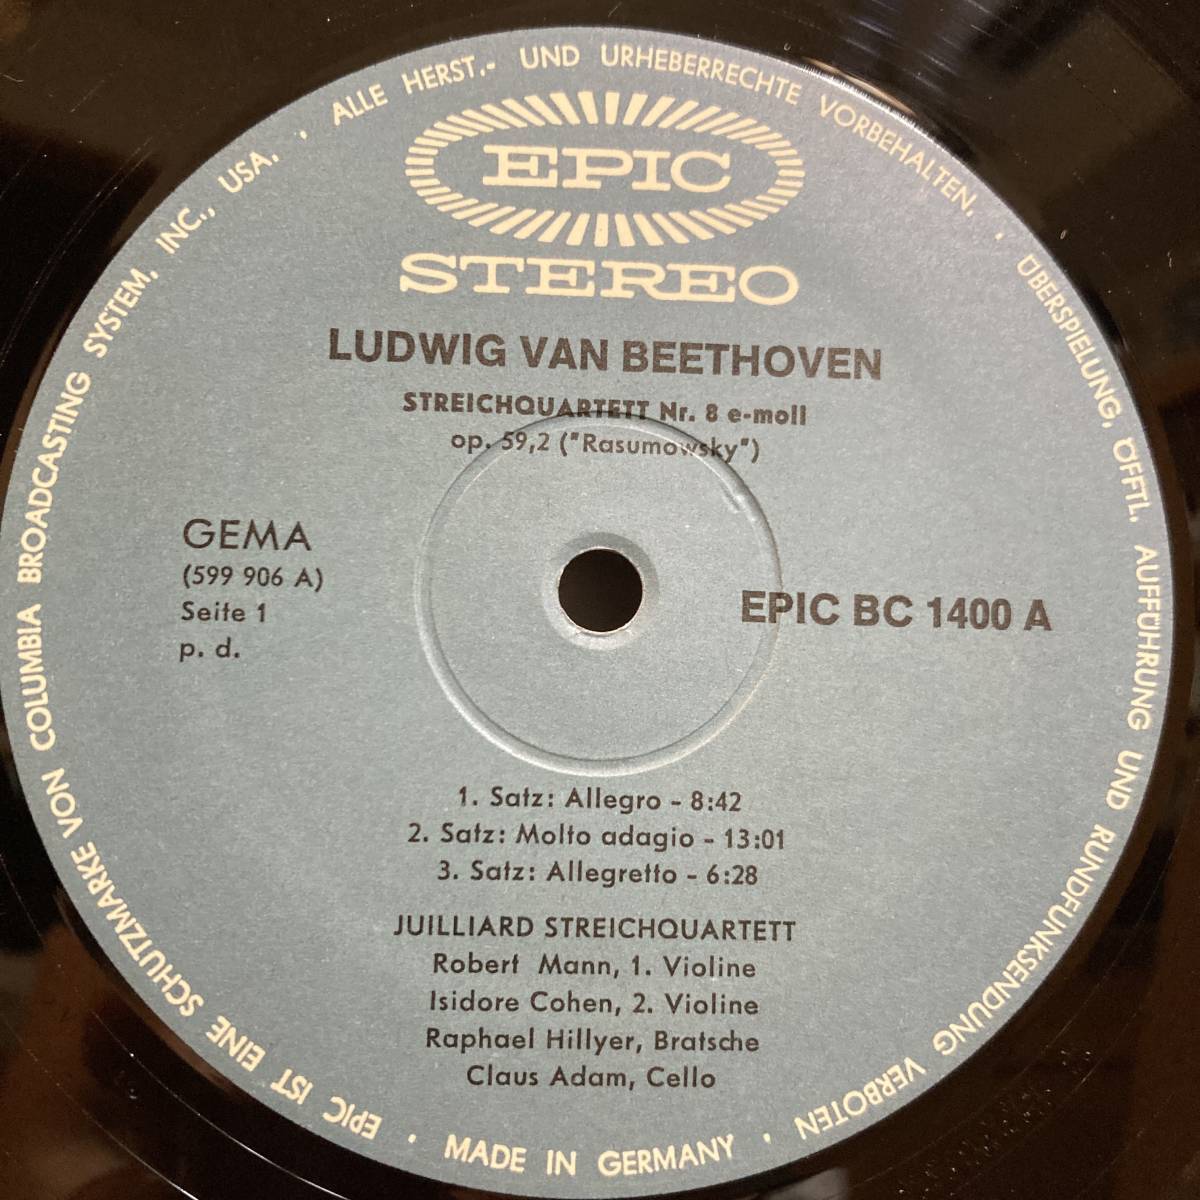 ALLE HERST.- UND URHEBERRECHTE VORBEHALTEN. · ÜBERSPIELUNG, ÖFFTL. AUFFÜHRUNG UND RUNDFUNKSENDUNG VERBOTEN · MADE IN GERMANY · EPIC IST EINE SCHUTZMARKE VON COLUMBIA BROADCASTING SYSTEM, INC., USA. ·
EPIC
STEREO
LUDWIG VAN BEETHOVEN
STREICHQUARTETT Nr. 8 e-moll
op. 59,2 ("Rasumowsky")
GEMA
(599 906 A)
Seite 1
p. d.
EPIC BC 1400 A
1. Satz: Allegro - 8:42
2. Satz: Molto adagio - 13:01
3. Satz: Allegretto - 6:28
JUILLIARD STREICHQUARTETT
Robert Mann, 1. Violine
Isidore Cohen, 2. Violine
Raphael Hillyer, Bratsche
Claus Adam, Cello